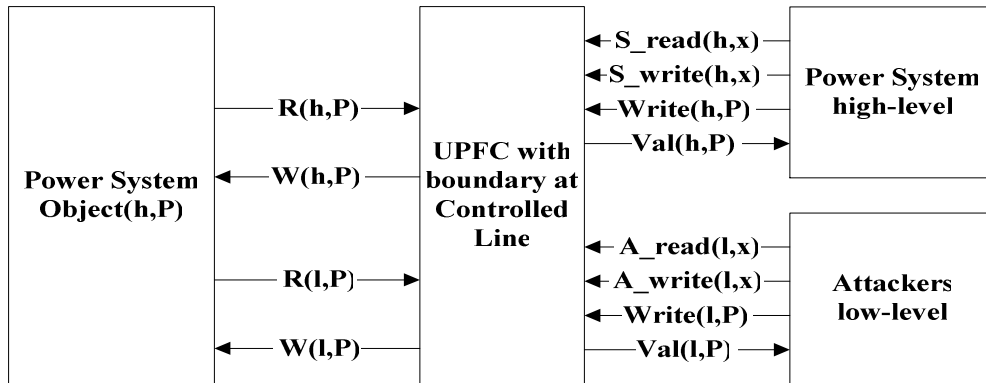 Power System
Object(h,P)
R(h,P)
W(h,P)
R(l,P)
W(l,P)
UPFC with
boundary at
Controlled
Line
S_read(h,x)
S_write(h,x)
Write(h,P)
Val(h,P)
Power System
high-level
A_read(l,x)
A_write(l,x)
Write(l,P)
Val(l,P)
Attackers
low-level